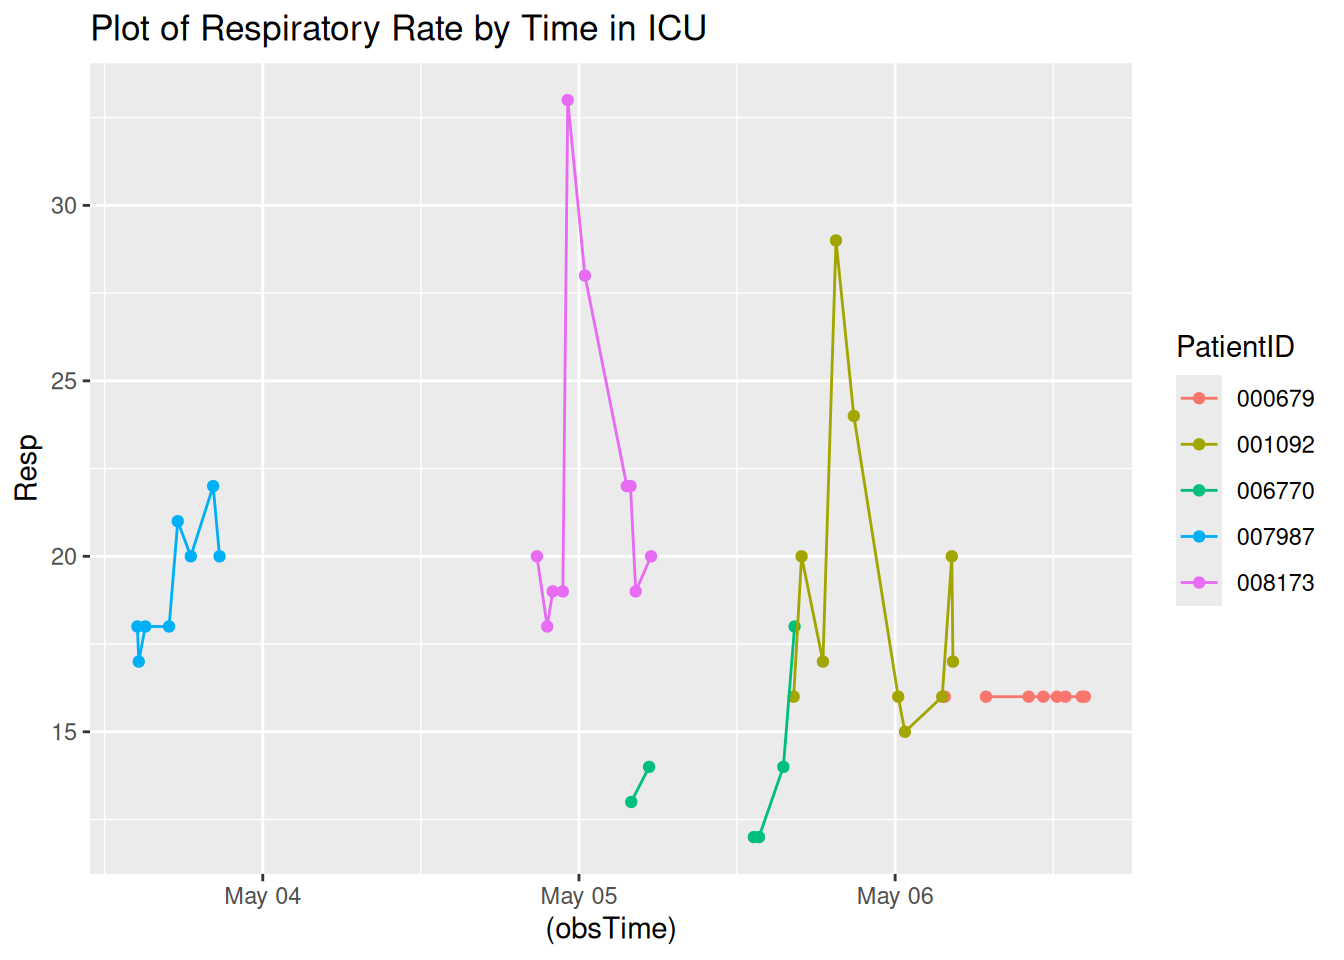 Plot of Respiratory Rate by Time in ICU
Resp
30
25
20
15
May 04
May 05
May 06
(obsTime)
PatientID
000679
001092
006770
007987
008173